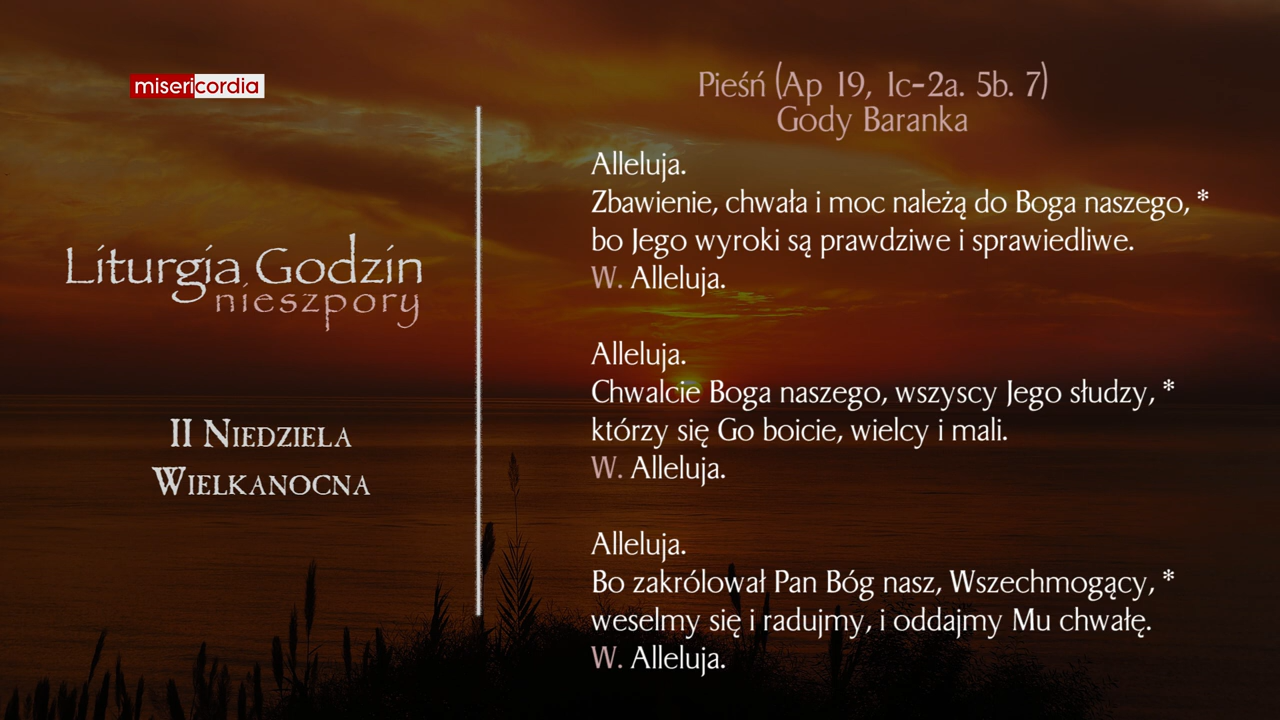 misericordia
Liturgia Godzin
nieszpory
II Niedziela
Wielkanocna
Pieśń (Ap 19, 1c-2a. 5b. 7)
Gody Baranka
Alleluja.
Zbawienie, chwała i moc należą do Boga naszego, *
bo Jego wyroki są prawdziwe i sprawiedliwe.
W. Alleluja.
Alleluja.
Chwalcie Boga naszego, wszyscy Jego słudzy, *
którzy się Go boicie, wielcy i mali.
W. Alleluja.
Alleluja.
Bo zakrólował Pan Bóg nasz, Wszechmogący, *
weselmy się i radujmy, i oddajmy Mu chwałę.
W. Alleluja.